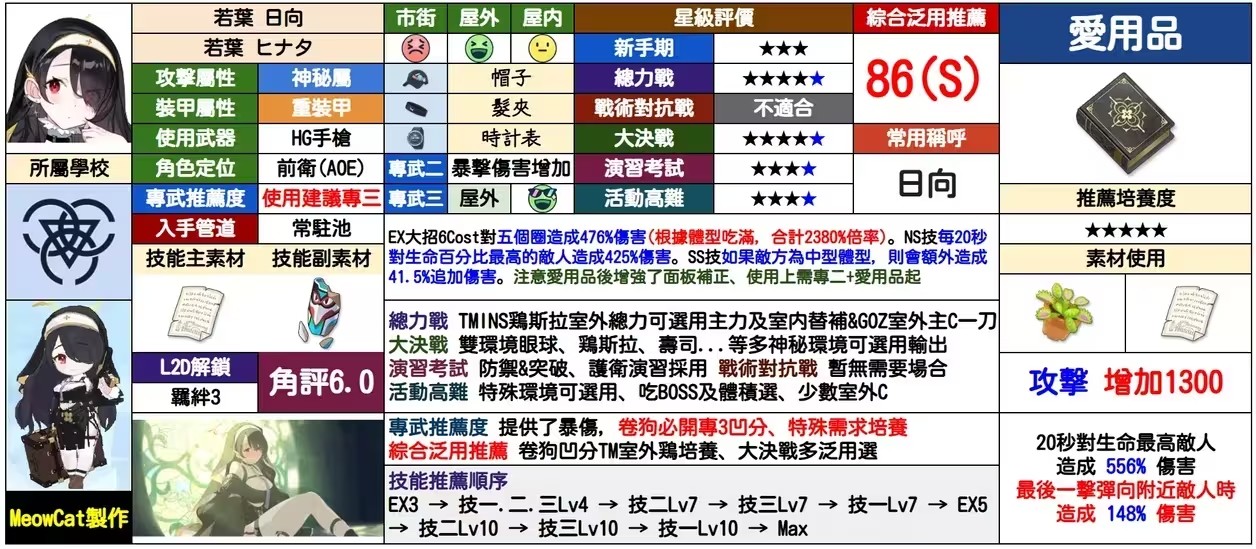 若葉 日向
若葉 ヒナタ
攻擊屬性 神秘屬
裝甲屬性 重裝甲
使用武器 HG手槍
所屬學校
角色定位 前衛(AOE)
專武推薦度 使用建議專三
入手管道 常駐池
技能主素材 技能副素材
L2D解鎖
羈絆3
角評6.0
MeowCat製作
市街 屋外 屋內
帽子
髮夾
時計表
專武二 暴擊傷害增加
專武三 屋外
星級評價
新手期 ★★★
總力戰 ★★★★★
戰術對抗戰 不適合
大決戰 ★★★★★
演習考試 ★★★★
活動高難 ★★★★
綜合泛用推薦
86(S)
常用稱呼
日向
EX大招6Cost對五個圈造成476%傷害(根據體型吃滿, 合計2380%倍率)。NS技每20秒
對生命百分比最高的敵人造成425%傷害。SS技如果敵方為中型體型, 則會額外造成
41.5%追加傷害。注意愛用品後增強了面板補正、使用上需專二+愛用品起
總力戰 TMINS鶏斯拉室外總力可選用主力及室內替補&GOZ室外主C一刀
大決戰 雙環境眼球、鶏斯拉、壽司...等多神秘環境可選用輸出
演習考試 防禦&突破、護衛演習採用 戰術對抗戰 暫無需要場合
活動高難 特殊環境可選用、吃BOSS及體積選、少數室外C
專武推薦度 提供了暴傷, 卷狗必開專3凹分、特殊需求培養
綜合泛用推薦 卷狗凹分TM室外鶏培養、大決戰多泛用選
技能推薦順序
EX3 → 技一.二.三Lv4 → 技二Lv7 → 技三Lv7 → 技一Lv7 → EX5
→ 技二Lv10 → 技三Lv10 → 技一Lv10 → Max
愛用品
推薦培養度
★★★★★
素材使用
攻擊 增加1300
20秒對生命最高敵人
造成 556% 傷害
最後一擊彈向附近敵人時
造成 148% 傷害